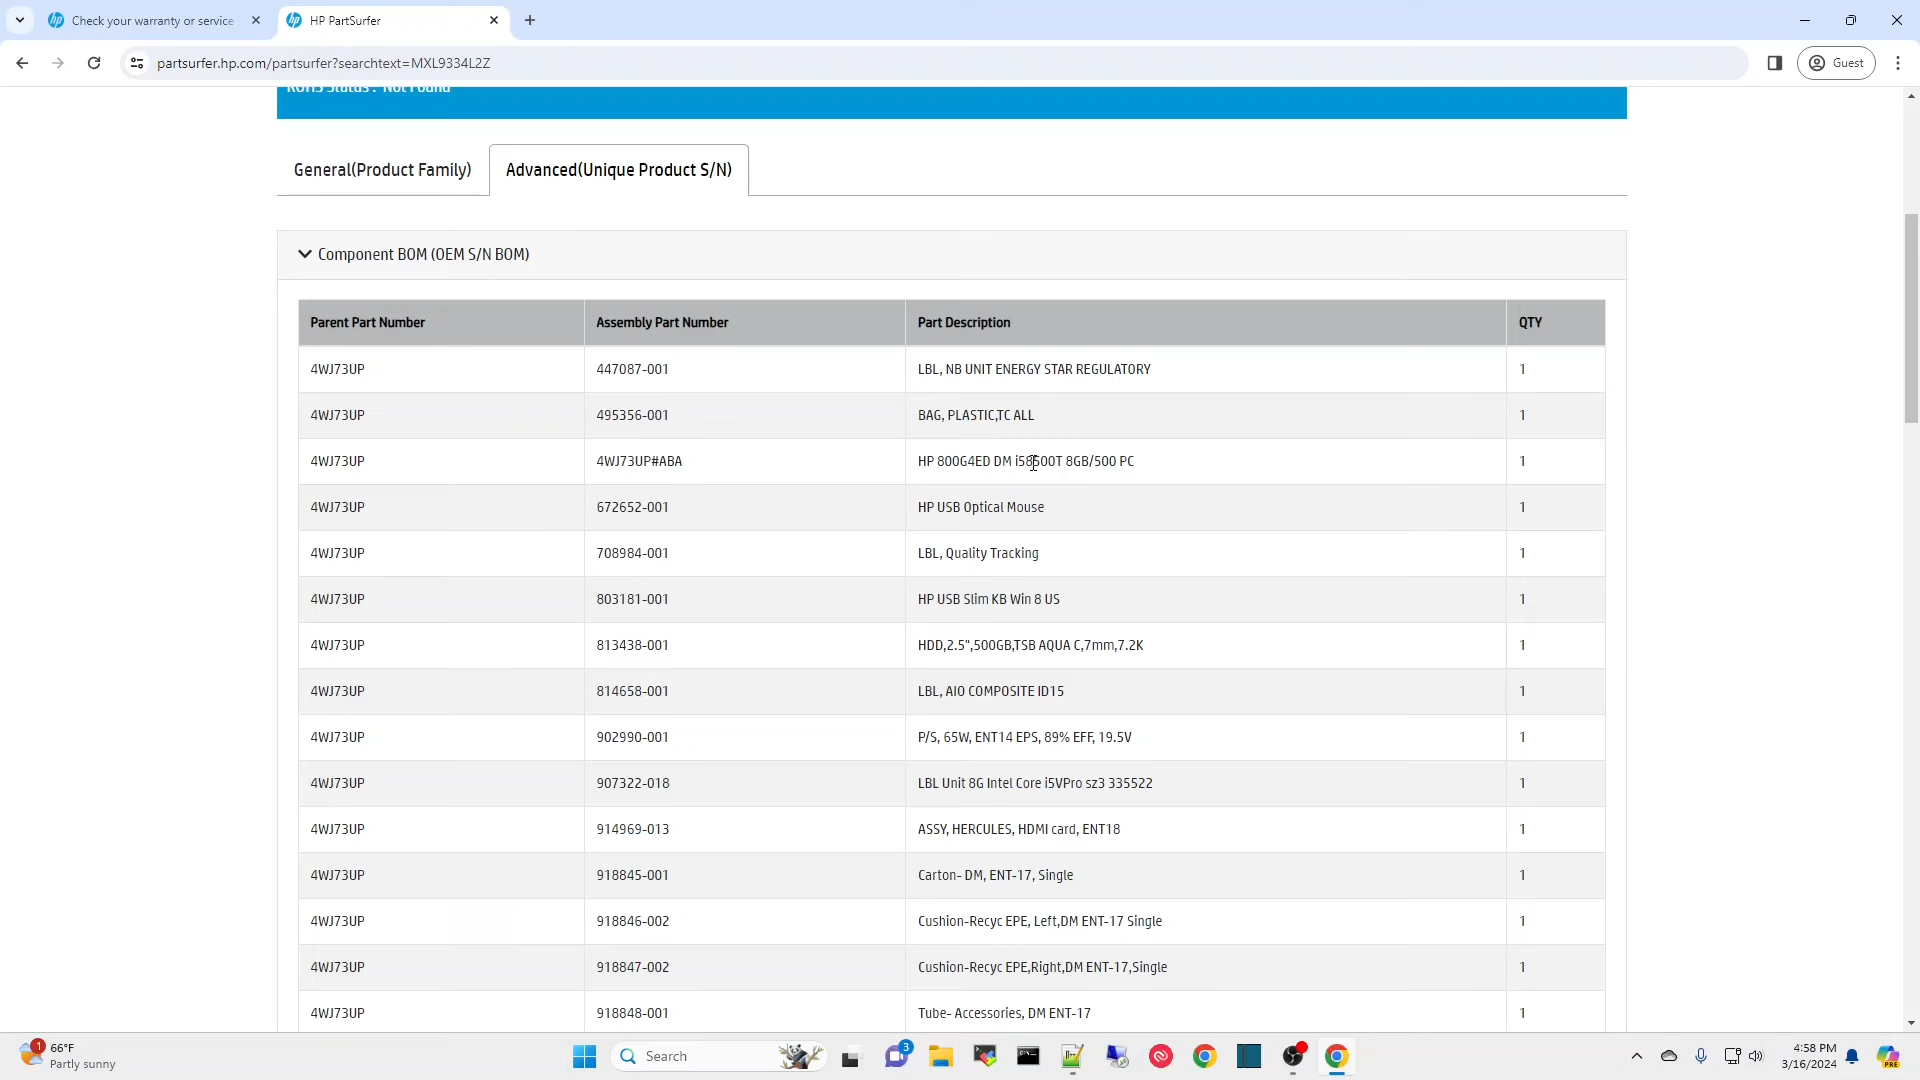 Check your warranty or service
HP PartSurfer
partsurfer.hp.com/partsurfer?searchtext=MXL9334L2Z
Guest
ROHS Status : Not Found
General(Product Family)
Advanced(Unique Product S/N)
Component BOM (OEM S/N BOM)
Parent Part Number Assembly Part Number Part Description QTY
4WJ73UP 447087-001 LBL, NB UNIT ENERGY STAR REGULATORY 1
4WJ73UP 495356-001 BAG, PLASTIC,TC ALL 1
4WJ73UP 4WJ73UP#ABA HP 800G4ED DM i58500T 8GB/500 PC 1
4WJ73UP 672652-001 HP USB Optical Mouse 1
4WJ73UP 708984-001 LBL, Quality Tracking 1
4WJ73UP 803181-001 HP USB Slim KB Win 8 US 1
4WJ73UP 813438-001 HDD,2.5",500GB,TSB AQUA C,7mm,7.2K 1
4WJ73UP 814658-001 LBL, AIO COMPOSITE ID15 1
4WJ73UP 902990-001 P/S, 65W, ENT14 EPS, 89% EFF, 19.5V 1
4WJ73UP 907322-018 LBL Unit 8G Intel Core i5VPro sz3 335522 1
4WJ73UP 914969-013 ASSY, HERCULES, HDMI card, ENT18 1
4WJ73UP 918845-001 Carton- DM, ENT-17, Single 1
4WJ73UP 918846-002 Cushion-Recyc EPE, Left,DM ENT-17 Single 1
4WJ73UP 918847-002 Cushion-Recyc EPE,Right,DM ENT-17,Single 1
4WJ73UP 918848-001 Tube- Accessories, DM ENT-17 1
1
66°F
Partly sunny
Search
3
4:58 PM
3/16/2024
PRE